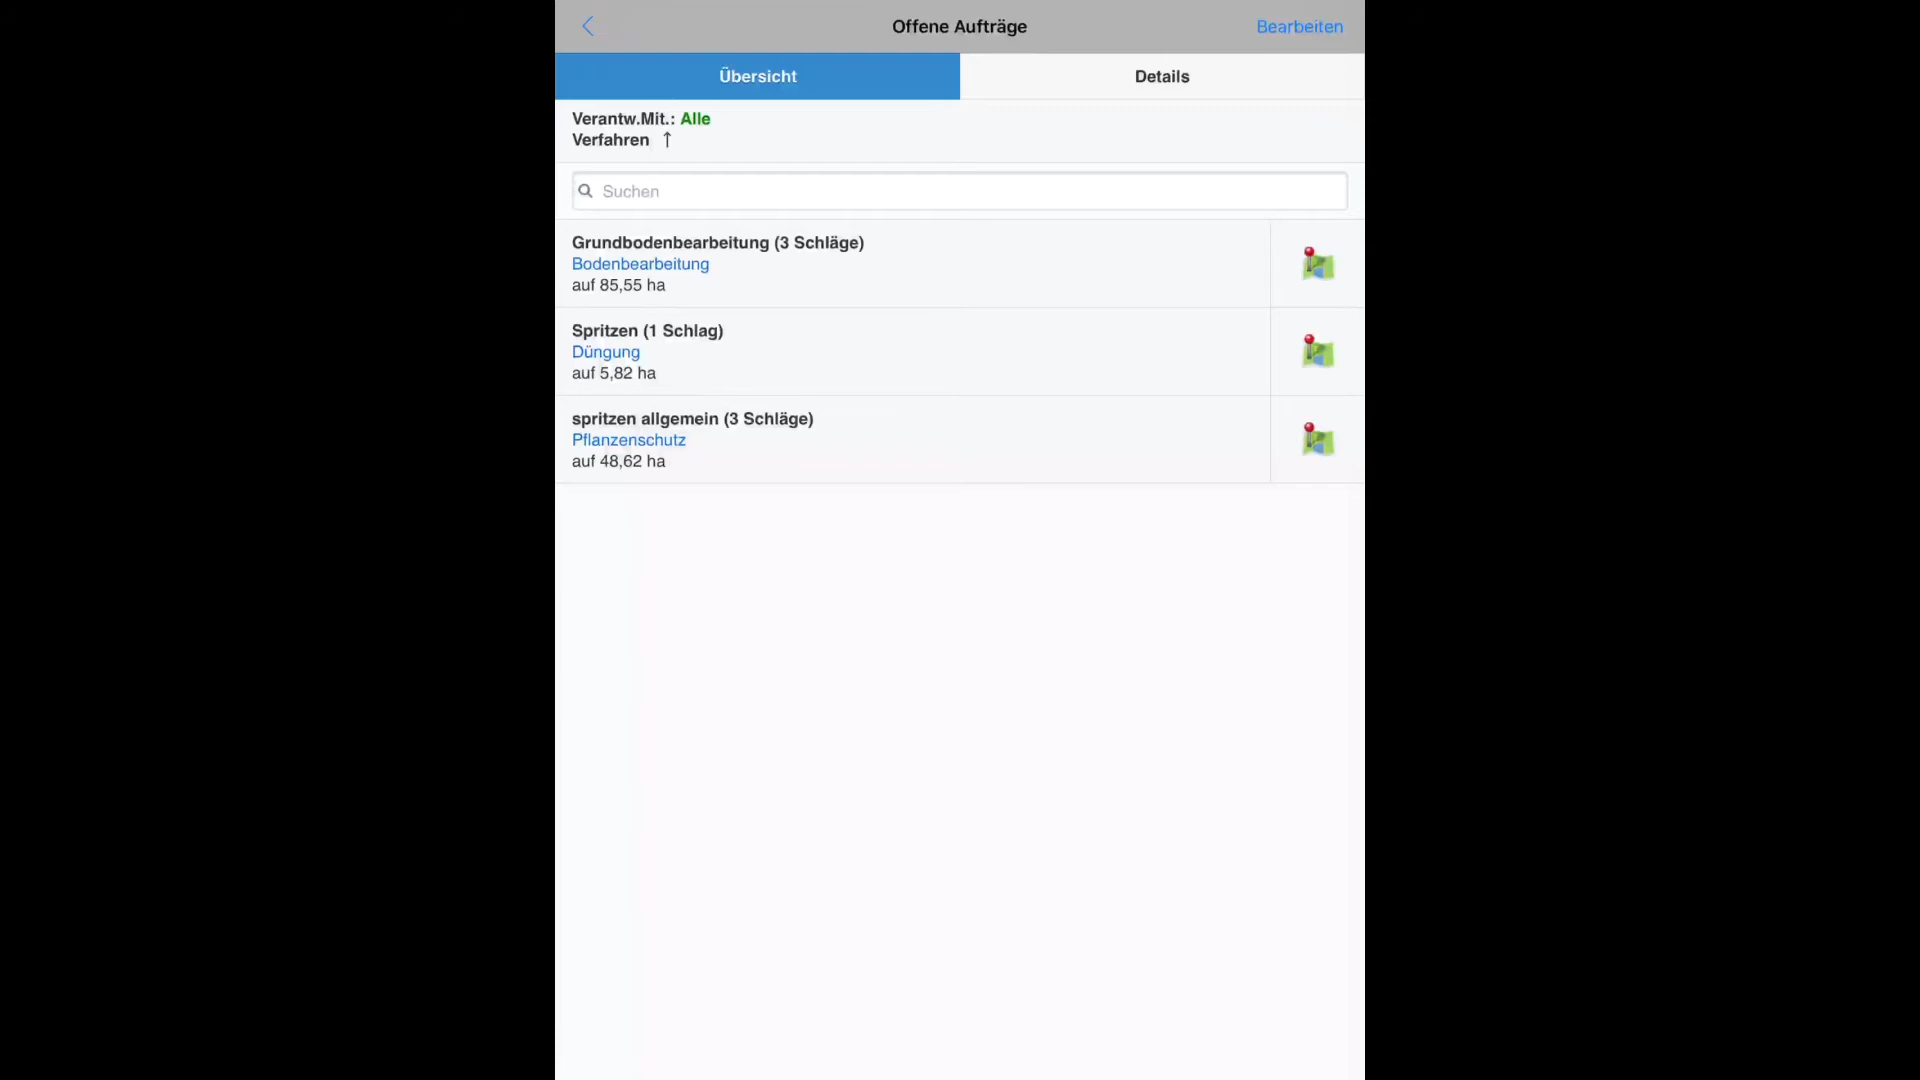 Offene Aufträge
Bearbeiten
Übersicht
Details
Verantw.Mit.: Alle
Verfahren ↑
Suchen
Grundbodenbearbeitung (3 Schläge)
Bodenbearbeitung
auf 85,55 ha
Spritzen (1 Schlag)
Düngung
auf 5,82 ha
spritzen allgemein (3 Schläge)
Pflanzenschutz
auf 48,62 ha